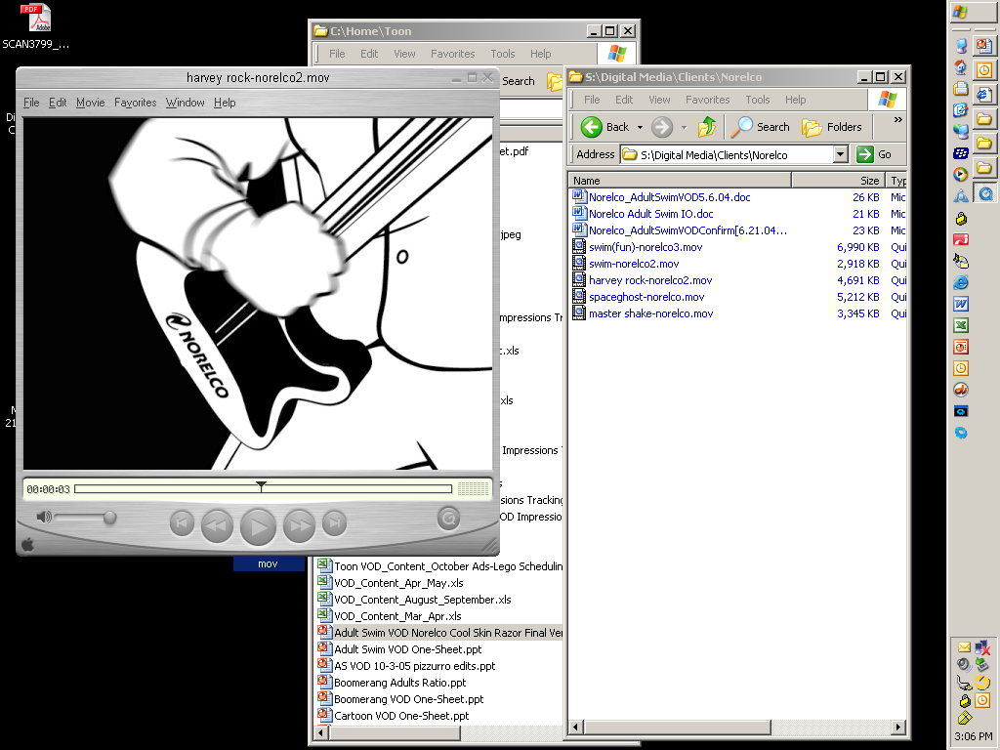 PDF
Adobe
SCAN3799_...
Di
C
21
mov
C:\Home\Toon
File Edit View Favorites Tools Help
Search
et.pdf
jpeg
mpressions Tr
c.xls
xls
Impressions
s
sions Tracking
OD Impression
Toon VOD_Content_October Ads-Lego Schedulin
VOD_Content_Apr_May.xls
VOD_Content_August_September.xls
VOD_Content_Mar_Apr.xls
Adult Swim VOD Norelco Cool Skin Razor Final Ver
Adult Swim VOD One-Sheet.ppt
AS VOD 10-3-05 pizzurro edits.ppt
Boomerang Adults Ratio.ppt
Boomerang VOD One-Sheet.ppt
Cartoon VOD One-Sheet.ppt
harvey rock-norelco2.mov
File Edit Movie Favorites Window Help
NORELCO
00:00:03
S:\Digital Media\Clients\Norelco
File Edit View Favorites Tools Help
Back Search Folders »
Address S:\Digital Media\Clients\Norelco Go
Name Size Typ
Norelco_AdultSwimVOD5.6.04.doc 26 KB Mic
Norelco Adult Swim IO.doc 21 KB Mic
Norelco_AdultSwimVODConfirm[6.21.04... 23 KB Mic
swim(fun)-norelco3.mov 6,990 KB Qui
swim-norelco2.mov 2,918 KB Qui
harvey rock-norelco2.mov 4,691 KB Qui
spaceghost-norelco.mov 5,212 KB Qui
master shake-norelco.mov 3,345 KB Qui
3:06 PM